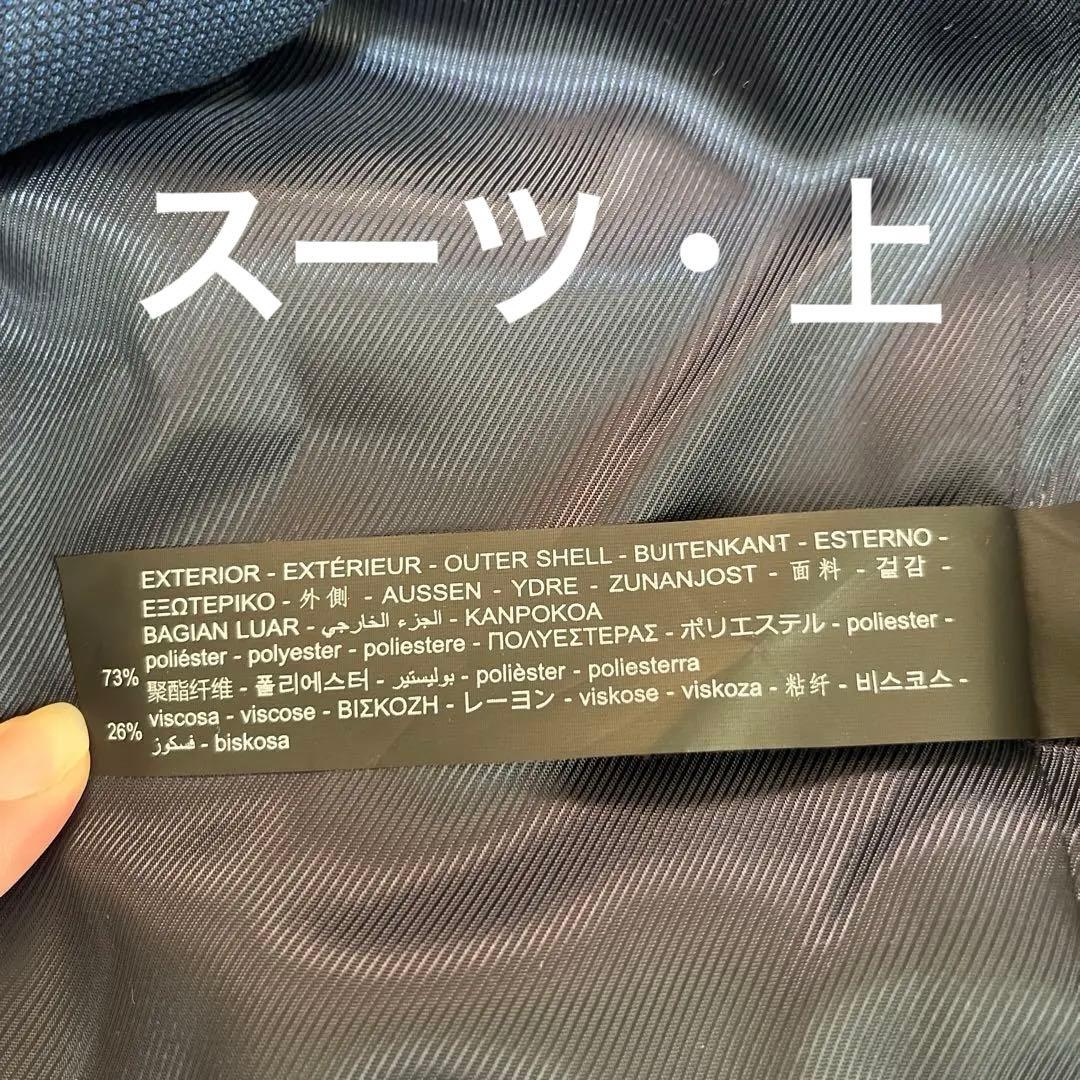 スーツ・上
EXTERIOR - EXTÉRIEUR - OUTER SHELL - BUITENKANT - ESTERNO -
ΕΞΩΤΕΡΙΚΟ - 外側 - AUSSEN - YDRE - ZUNANJOST - 面料 - 겉감 -
BAGIAN LUAR - الجزء الخارجي - KANPOKOA
73% poliéster - polyester - poliestere - ΠΟΛΥΕΣΤΕΡΑΣ - ポリエステル - poliester -
聚酯纤维 - 폴리에스터 - بوليستير - polièster - poliesterra
26% viscosa - viscose - ΒΙΣΚΟΖΗ - レーヨン - viskose - viskoza - 粘纤 - 비스코스 -
فسكوز - biskosa